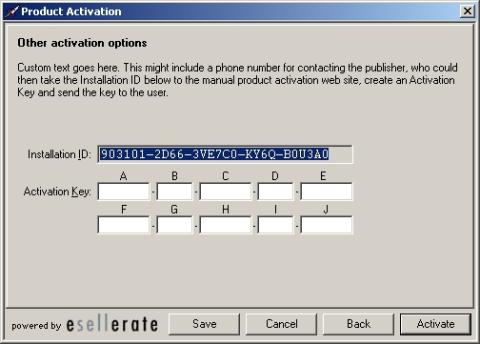 Product Activation
Other activation options
Custom text goes here. This might include a phone number for contacting the publisher, who could
then take the Installation ID below to the manual product activation web site, create an Activation
Key and send the key to the user.
Installation ID: 903101-2D66-3VE7C0-KY6Q-B0U3A0
A B C D E
Activation Key: - - - -
F G H I J
- - - -
powered by esellerate Save Cancel Back Activate